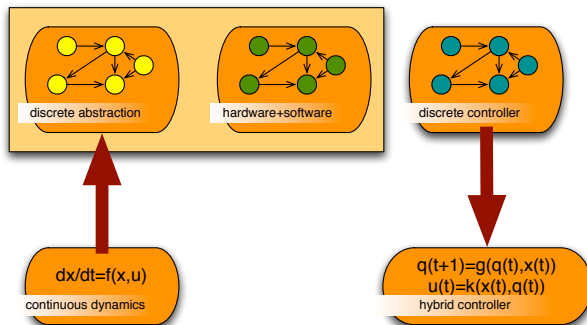 discrete abstraction
hardware+software
discrete controller
dx/dt=f(x,u)
continuous dynamics
q(t+1)=g(q(t),x(t))
u(t)=k(x(t),q(t))
hybrid controller